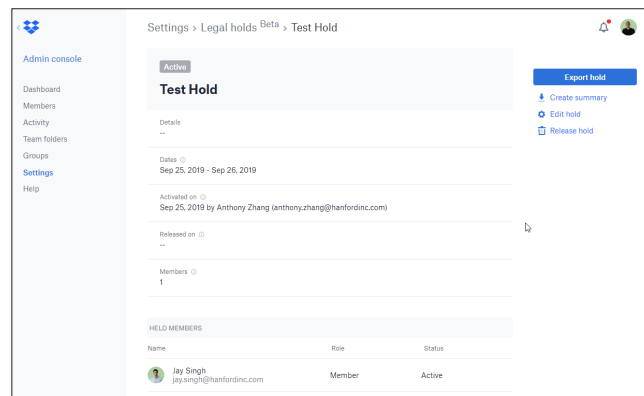 Settings > Legal holds Beta > Test Hold
Admin console
Dashboard
Members
Activity
Team folders
Groups
Settings
Help
Active
Test Hold
Details
--
Dates
Sep 25, 2019 - Sep 26, 2019
Activated on
Sep 25, 2019 by Anthony Zhang (anthony.zhang@hanfordinc.com)
Released on
--
Members
1
HELD MEMBERS
Name Role Status
Jay Singh
jay.singh@hanfordinc.com Member Active
Export hold
Create summary
Edit hold
Release hold